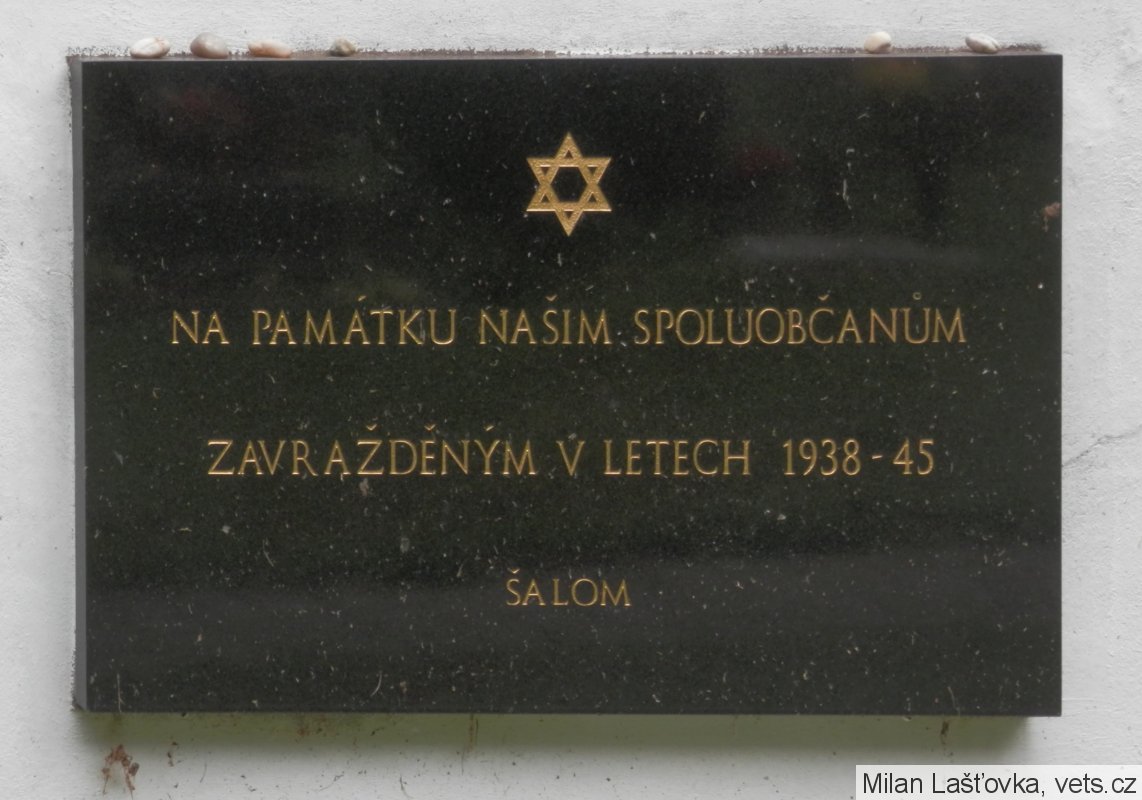 NA PAMÁTKU NAŠIM SPOLUOBČANŮM
ZAVRAŽDĚNÝM V LETECH 1938 - 45
ŠALOM
Milan Lašťovka, vets.cz